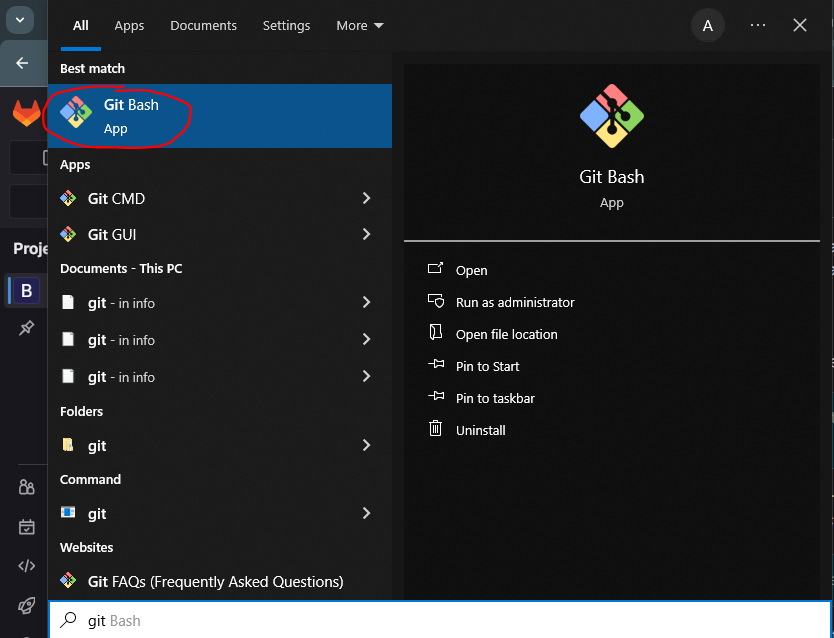 All Apps Documents Settings More A
Best match
Git Bash
App
Apps
Git CMD
Git GUI
Documents - This PC
git - in info
git - in info
git - in info
Folders
git
Command
git
Websites
Git FAQs (Frequently Asked Questions)
git Bash
Git Bash
App
Open
Run as administrator
Open file location
Pin to Start
Pin to taskbar
Uninstall
Proje
B